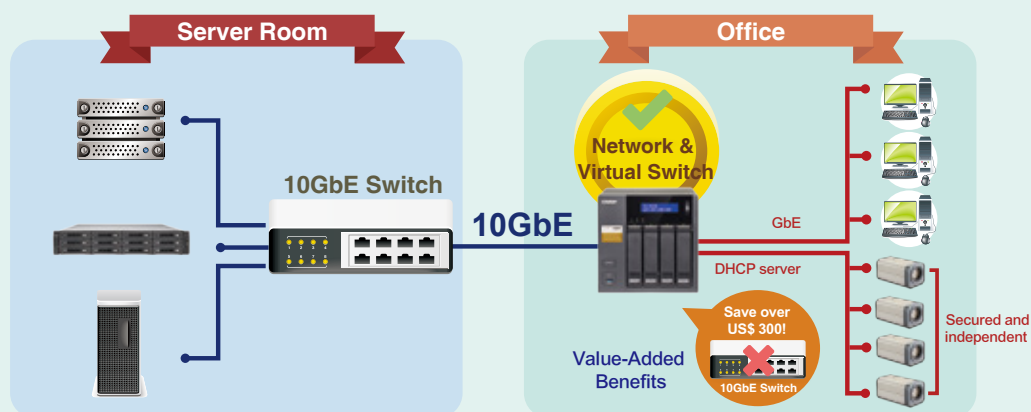 Server Room
10GbE Switch
10GbE
Office
Network &
Virtual Switch
GbE
DHCP server
Secured and
independent
Value-Added
Benefits
Save over
US$ 300!
10GbE Switch